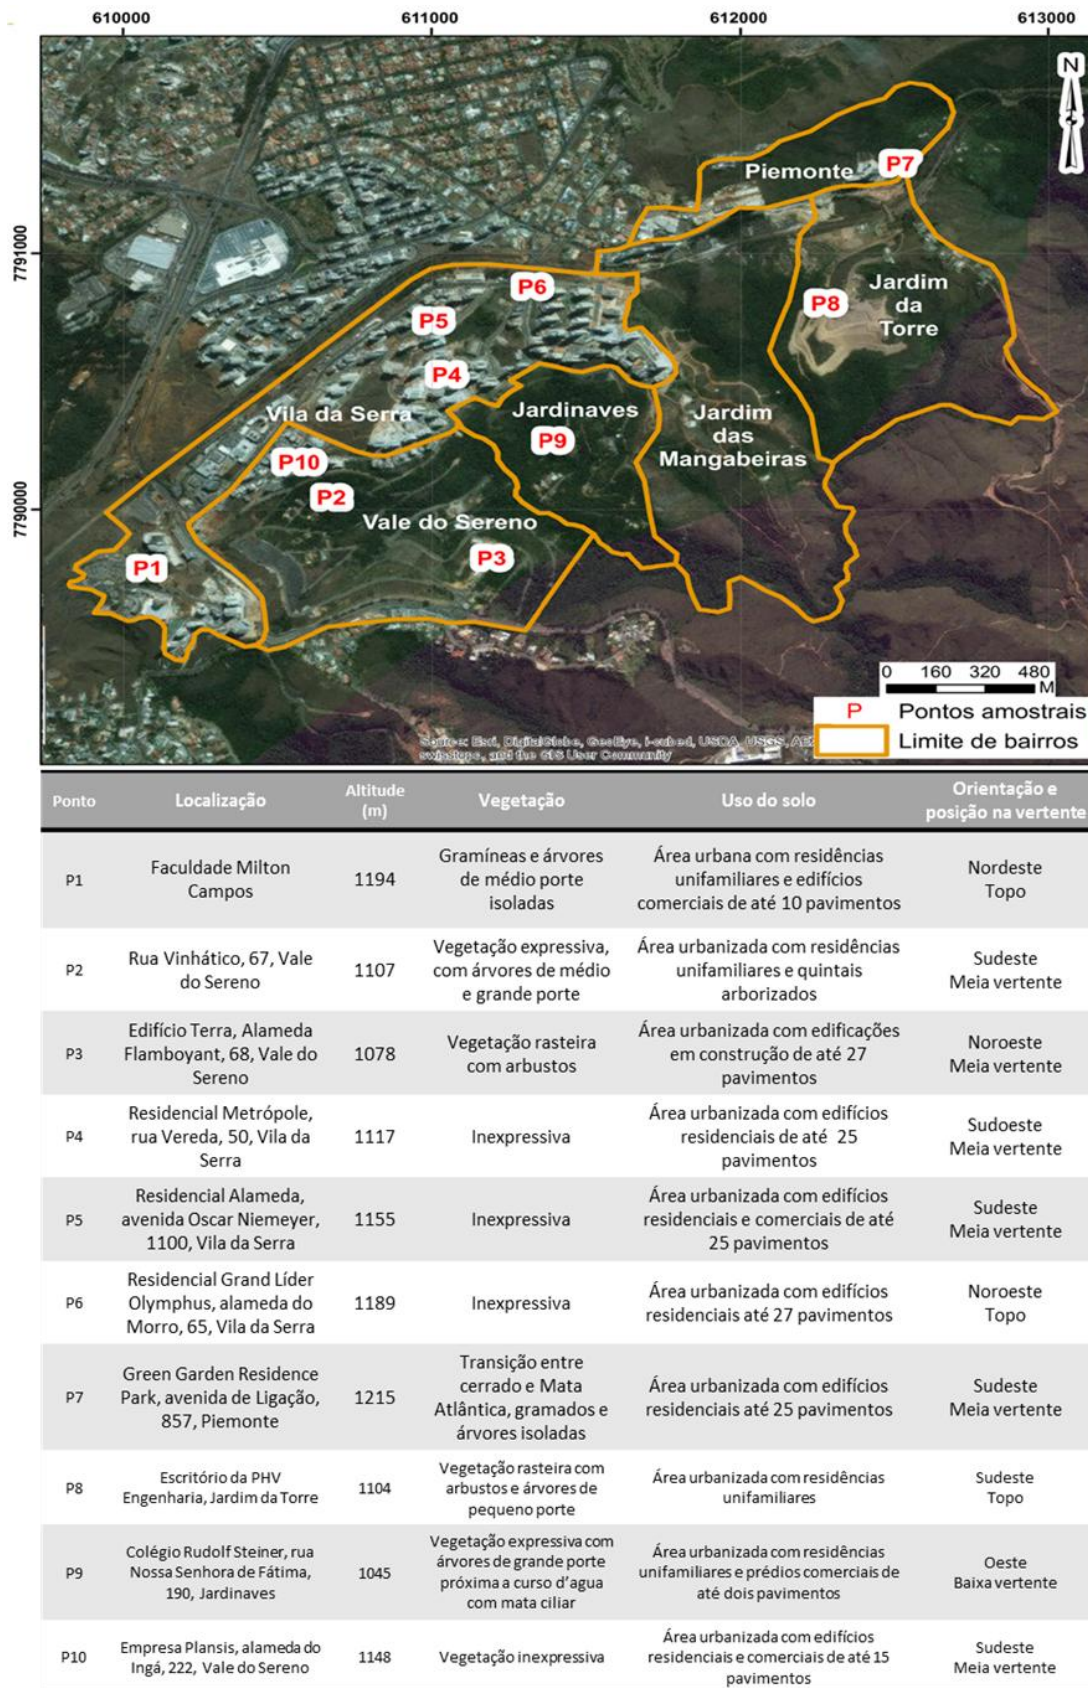 610000 611000 612000 613000
N
7791000
7790000
Piemonte
P7
P6
P5
P8
Jardim
da
Torre
P4
Vila da Serra
Jardinaves
P9
Jardim
das
Mangabeiras
P10
P2
Vale do Sereno
P3
P1
0 160 320 480
M
P Pontos amostrais
Limite de bairros
Source: Esri, DigitalGlobe, GeoEye, i-cubed, USDA, USGS,
swisstopo, and the GIS User Community
Ponto Localização Altitude (m) Vegetação Uso do solo Orientação e posição na vertente
P1
Faculdade Milton
Campos
1194
Gramíneas e árvores
de médio porte
isoladas
Área urbana com residências
unifamiliares e edifícios
comerciais de até 10 pavimentos
Nordeste
Topo
P2
Rua Vinhático, 67, Vale
do Sereno
1107
Vegetação expressiva,
com árvores de médio
e grande porte
Área urbanizada com residências
unifamiliares e quintais
arborizados
Sudeste
Meia vertente
P3
Edifício Terra, Alameda
Flamboyant, 68, Vale do
Sereno
1078
Vegetação rasteira
com arbustos
Área urbanizada com edificações
em construção de até 27
pavimentos
Noroeste
Meia vertente
P4
Residencial Metrópole,
rua Vereda, 50, Vila da
Serra
1117
Inexpressiva
Área urbanizada com edifícios
residenciais de até 25
pavimentos
Sudoeste
Meia vertente
P5
Residencial Alameda,
avenida Oscar Niemeyer,
1100, Vila da Serra
1155
Inexpressiva
Área urbanizada com edifícios
residenciais e comerciais de até
25 pavimentos
Sudeste
Meia vertente
P6
Residencial Grand Líder
Olymphus, alameda do
Morro, 65, Vila da Serra
1189
Inexpressiva
Área urbanizada com edifícios
residenciais até 27 pavimentos
Noroeste
Topo
P7
Green Garden Residence
Park, avenida de Ligação,
857, Piemonte
1215
Transição entre
cerrado e Mata
Atlântica, gramados e
árvores isoladas
Área urbanizada com edifícios
residenciais até 25 pavimentos
Sudeste
Meia vertente
P8
Escritório da PHV
Engenharia, Jardim da Torre
1104
Vegetação rasteira com
arbustos e árvores de
pequeno porte
Área urbanizada com residências
unifamiliares
Sudeste
Topo
P9
Colégio Rudolf Steiner, rua
Nossa Senhora de Fátima,
190, Jardinaves
1045
Vegetação expressiva com
árvores de grande porte
próxima a curso d'agua
com mata ciliar
Área urbanizada com residências
unifamiliares e prédios comerciais de
até dois pavimentos
Oeste
Baixa vertente
P10
Empresa Plansis, alameda do
Ingá, 222, Vale do Sereno
1148
Vegetação inexpressiva
Área urbanizada com edifícios
residenciais e comerciais de até 15
pavimentos
Sudeste
Meia vertente